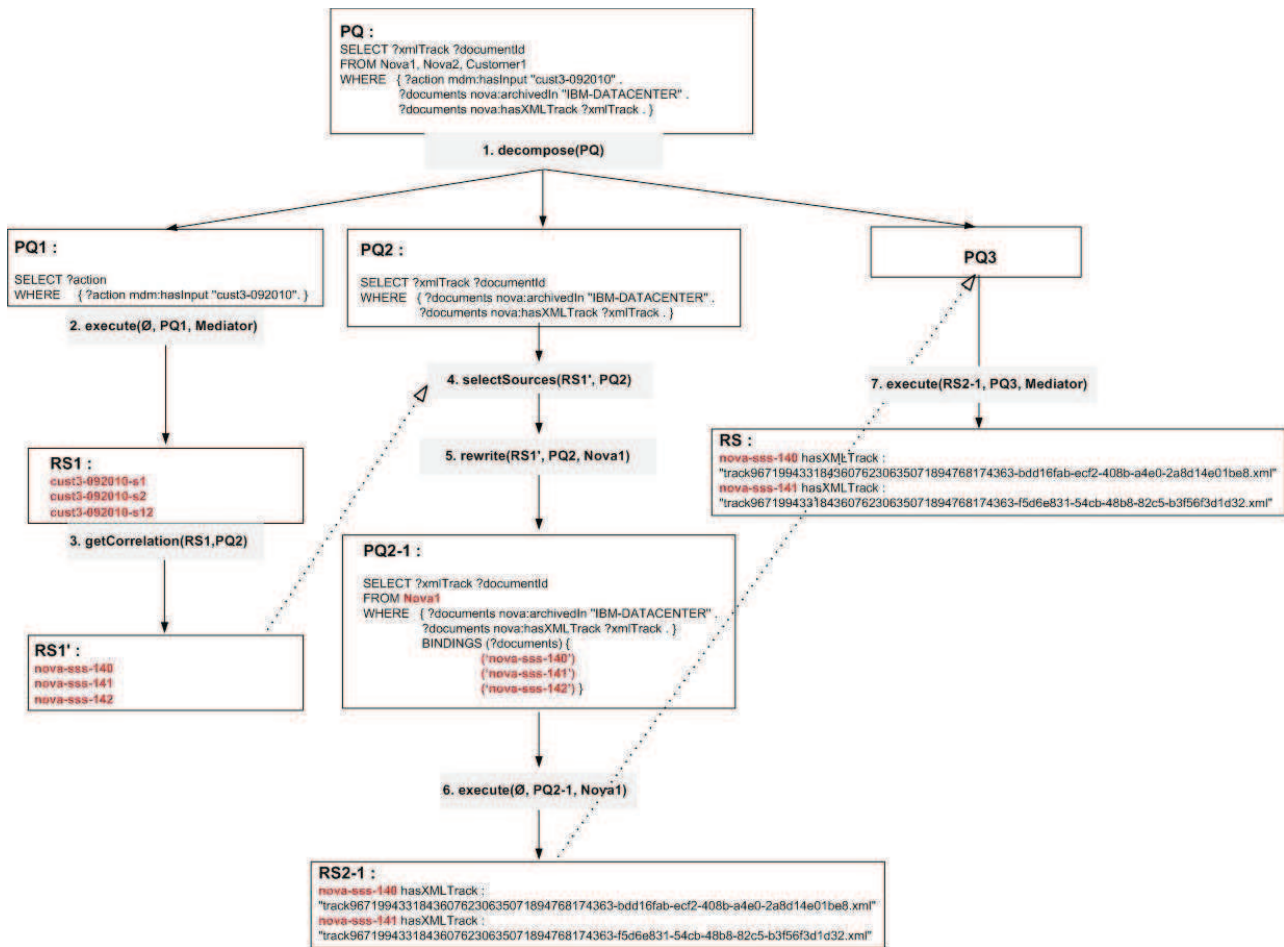 PQ :
SELECT ?xmlTrack ?documentId
FROM Nova1, Nova2, Customer1
WHERE { ?action mdm:hasInput "cust3-092010" .
?documents nova:archivedIn "IBM-DATACENTER" .
?documents nova:hasXMLTrack ?xmlTrack . }
1. decompose(PQ)
PQ1 :
SELECT ?action
WHERE { ?action mdm:hasInput "cust3-092010". }
2. execute(Ø, PQ1, Mediator)
RS1 :
cust3-092010-s1
cust3-092010-s2
cust3-092010-s12
3. getCorrelation(RS1,PQ2)
RS1' :
nova-sss-140
nova-sss-141
nova-sss-142
PQ2 :
SELECT ?xmlTrack ?documentId
WHERE { ?documents nova:archivedIn "IBM-DATACENTER" .
?documents nova:hasXMLTrack ?xmlTrack . }
4. selectSources(RS1', PQ2)
5. rewrite(RS1', PQ2, Nova1)
PQ2-1 :
SELECT ?xmlTrack ?documentId
FROM Nova1
WHERE { ?documents nova:archivedIn "IBM-DATACENTER" .
?documents nova:hasXMLTrack ?xmlTrack . }
BINDINGS (?documents) {
('nova-sss-140')
('nova-sss-141')
('nova-sss-142') }
6. execute(Ø, PQ2-1, Nova1)
RS2-1 :
nova-sss-140 hasXMLTrack :
"track9671994331843607623063507189476817​4363-bdd16fab-ecf2-408b-a4e0-2a8d14e01be8.xml"
nova-sss-141 hasXMLTrack :
"track96719943318436076230635071894768174363-f5d6e831-54cb-48b8-82c5-b3f56f3d1d32.xml"
PQ3
7. execute(RS2-1, PQ3, Mediator)
RS :
nova-sss-140 hasXMLTrack :
"track96719943318436076230635071894768174363-bdd16fab-ecf2-408b-a4e0-2a8d14e01be8.xml"
nova-sss-141 hasXMLTrack :
"track96719943318436076230635071894768174363-f5d6e831-54cb-48b8-82c5-b3f56f3d1d32.xml"